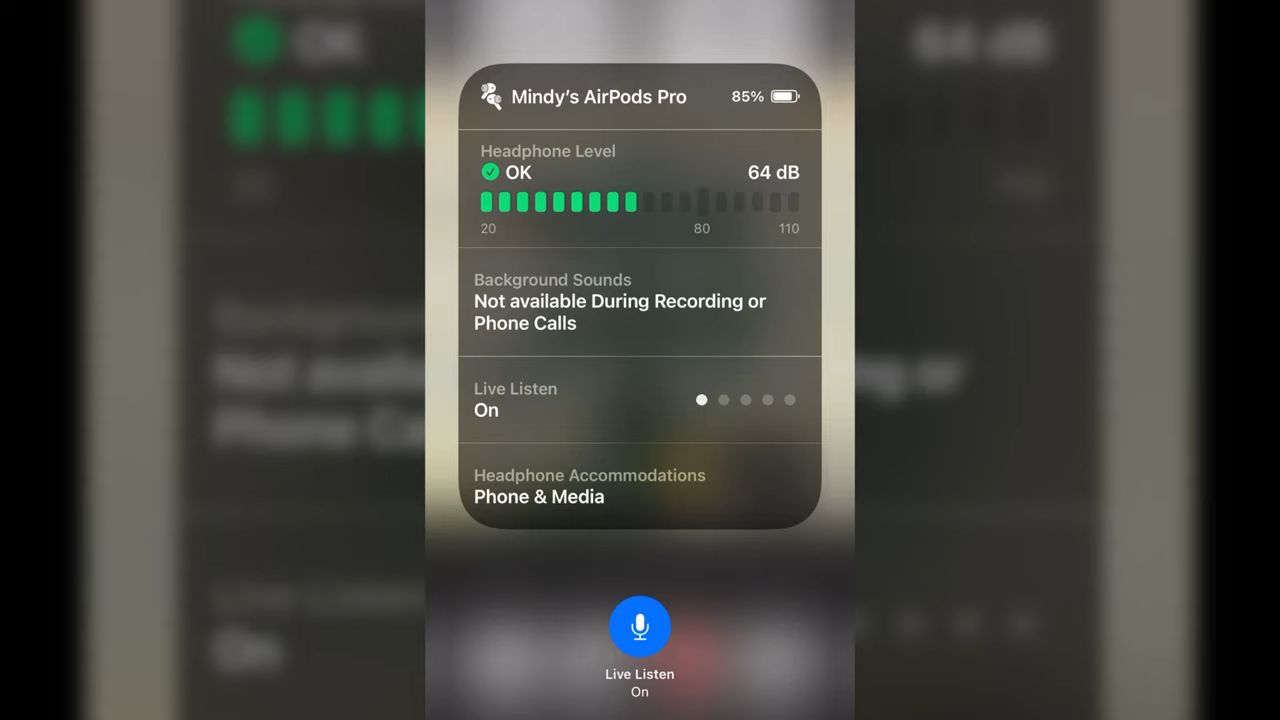 Mindy's AirPods Pro
85%
Headphone Level
OK
64 dB
20
80
110
Background Sounds
Not available During Recording or
Phone Calls
Live Listen
On
Headphone Accommodations
Phone & Media
Live Listen
On